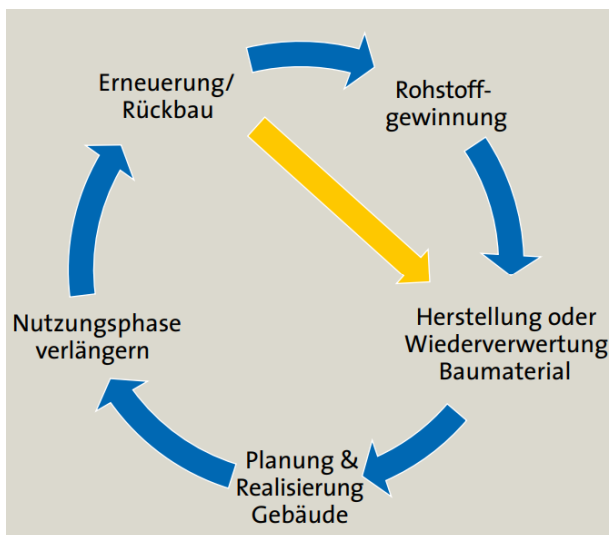 Erneuerung/
Rückbau
Rohstoff-
gewinnung
Herstellung oder
Wiederverwertung
Baumaterial
Planung &
Realisierung
Gebäude
Nutzungsphase
verlängern